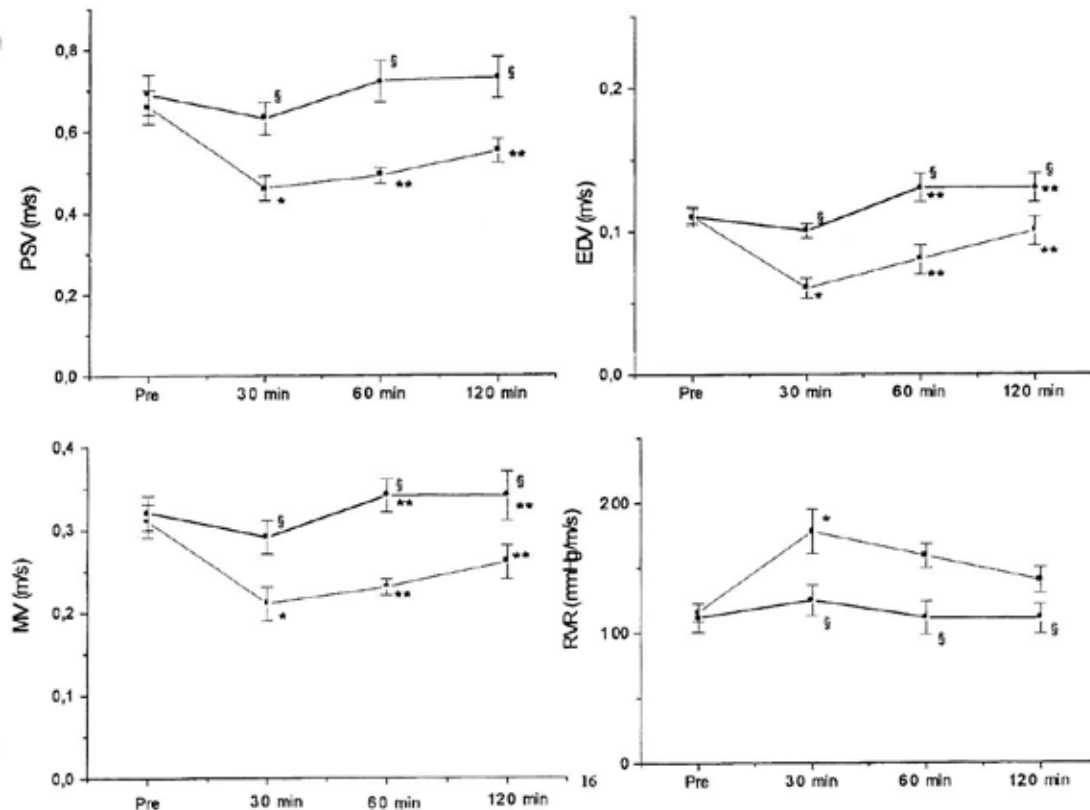 PSV (m/s)
0,8
0,6
0,4
0,2
0,0
§
§
§
*
**
**
Pre
30 min
60 min
120 min
EDV (m/s)
0,2
0,1
0,0
§
§
**
§
**
*
**
**
Pre
30 min
60 min
120 min
MV (m/s)
0,4
0,3
0,2
0,1
0,0
§
§
**
§
**
*
**
**
Pre
30 min
60 min
120 min
16
RVR (mmHg/m/s)
200
100
0
*
§
§
§
Pre
30 min
60 min
120 min